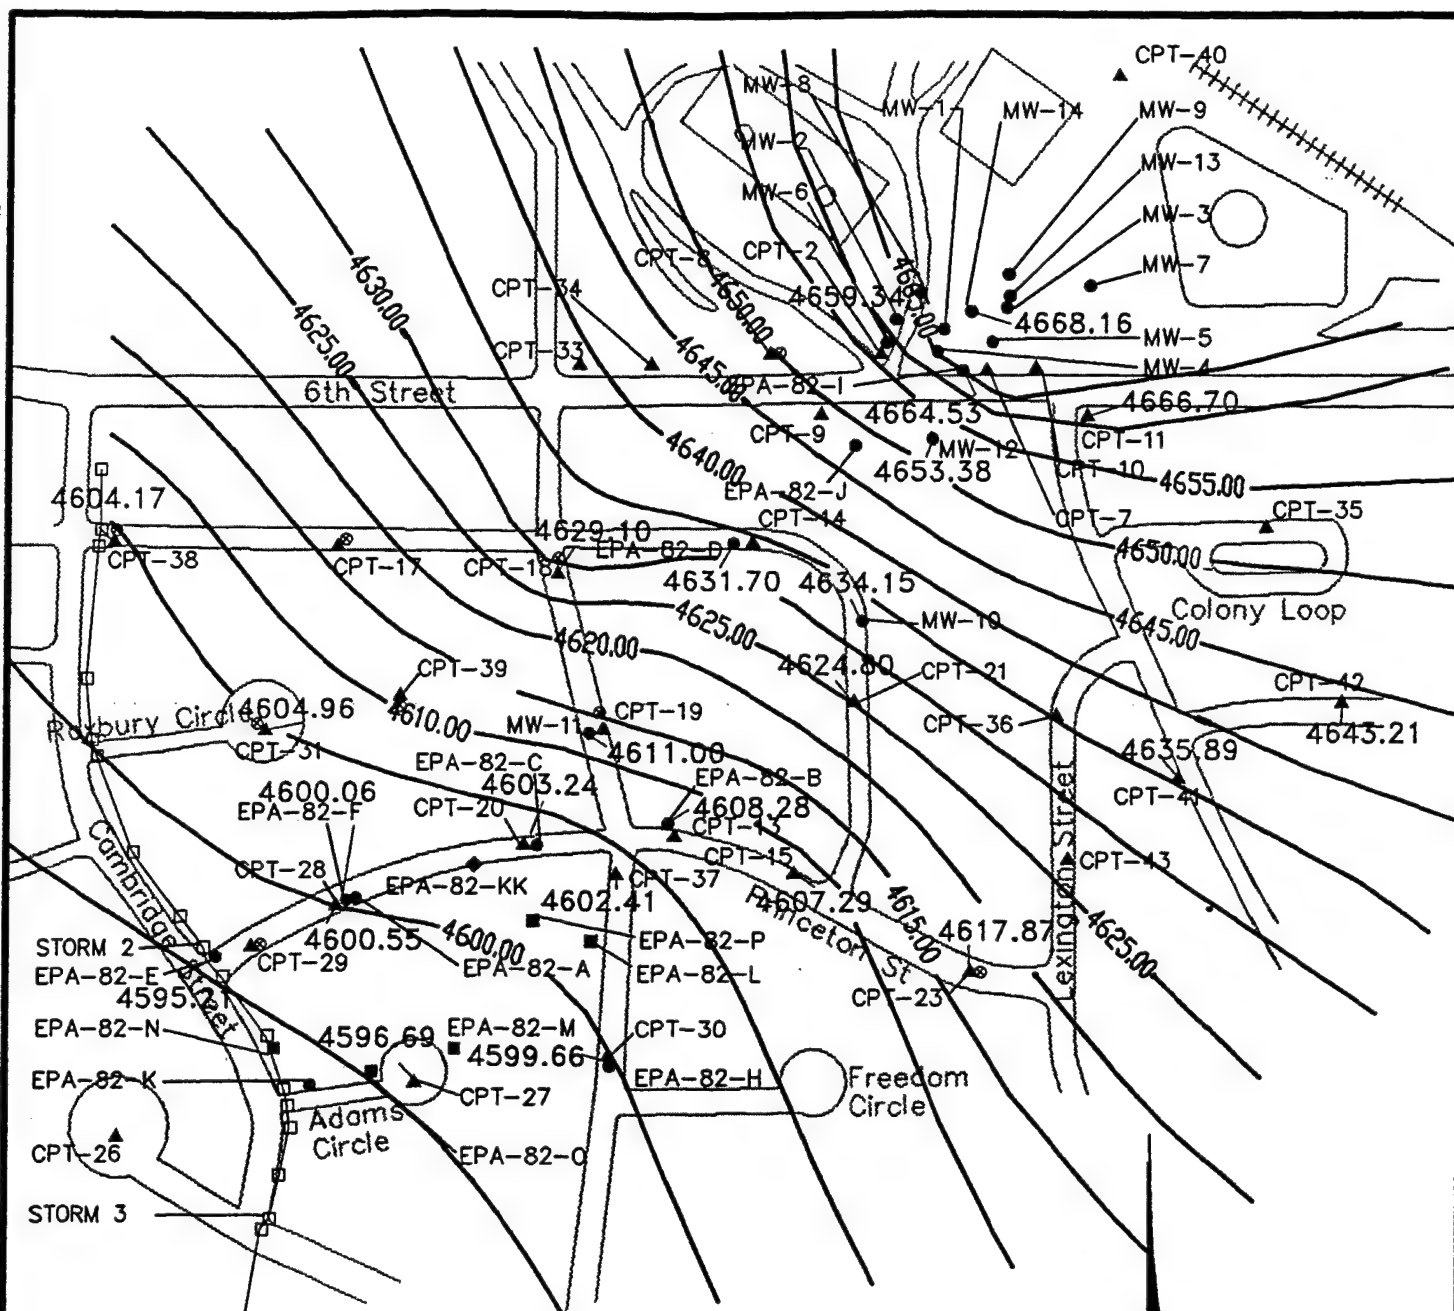 CPT-40
MW-8
MW-1
MW-14
MW-9
MW-2
MW-13
MW-6
MW-3
CPT-2
CPT-8
MW-7
4630.00
CPT-34
4659.34
4650.00
4668.16
4625.00
MW-5
CPT-33
4645.00
MW-4
6th Street
EPA-82-I
4664.53
4666.70
CPT-9
CPT-11
MW-12
4640.00
4653.38
CPT-10
4655.00
4604.17
EPA-82-J
CPT-14
CPT-7
CPT-35
4629.10
EPA-82-D
CPT-38
CPT-17
CPT-18
4631.70
4634.15
4650.00
Colony Loop
4625.00
MW-10
4645.00
4620.00
CPT-39
4624.80
CPT-21
CPT-42
4604.96
Roxbury Circle
4610.00
MW-11
CPT-19
CPT-36
4643.21
CPT-31
4611.00
4635.89
EPA-82-C
4603.24
EPA-82-B
4600.06
CPT-41
EPA-82-F
CPT-20
4608.28
CPT-13
Cambridge Street
CPT-28
CPT-15
CPT-43
EPA-82-KK
CPT-37
4602.41
4607.29
Princeton St
4615.00
Lexington Street
4625.00
STORM 2
4600.55
4600.00
EPA-82-P
4617.87
CPT-29
EPA-82-E
EPA-82-A
EPA-82-L
CPT-23
EPA-82-N
4596.69
EPA-82-M
CPT-30
4599.66
EPA-82-K
EPA-82-H
Freedom
Circle
CPT-27
Adams
Circle
CPT-26
EPA-82-O
STORM 3